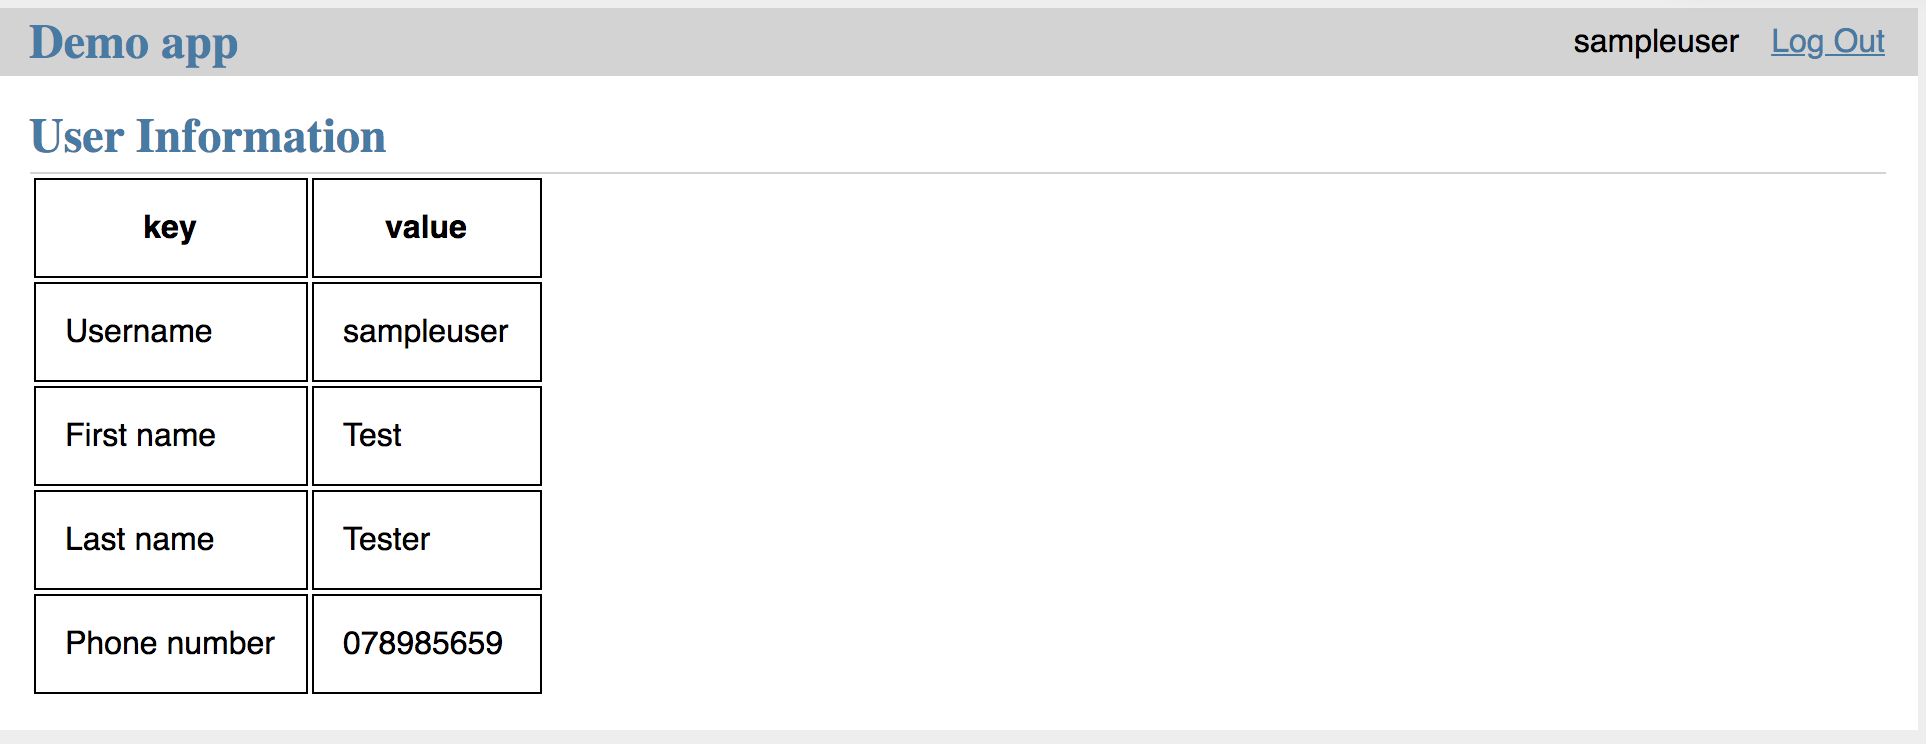 Demo app sampleuser Log Out
User Information
key value
Username sampleuser
First name Test
Last name Tester
Phone number 078985659